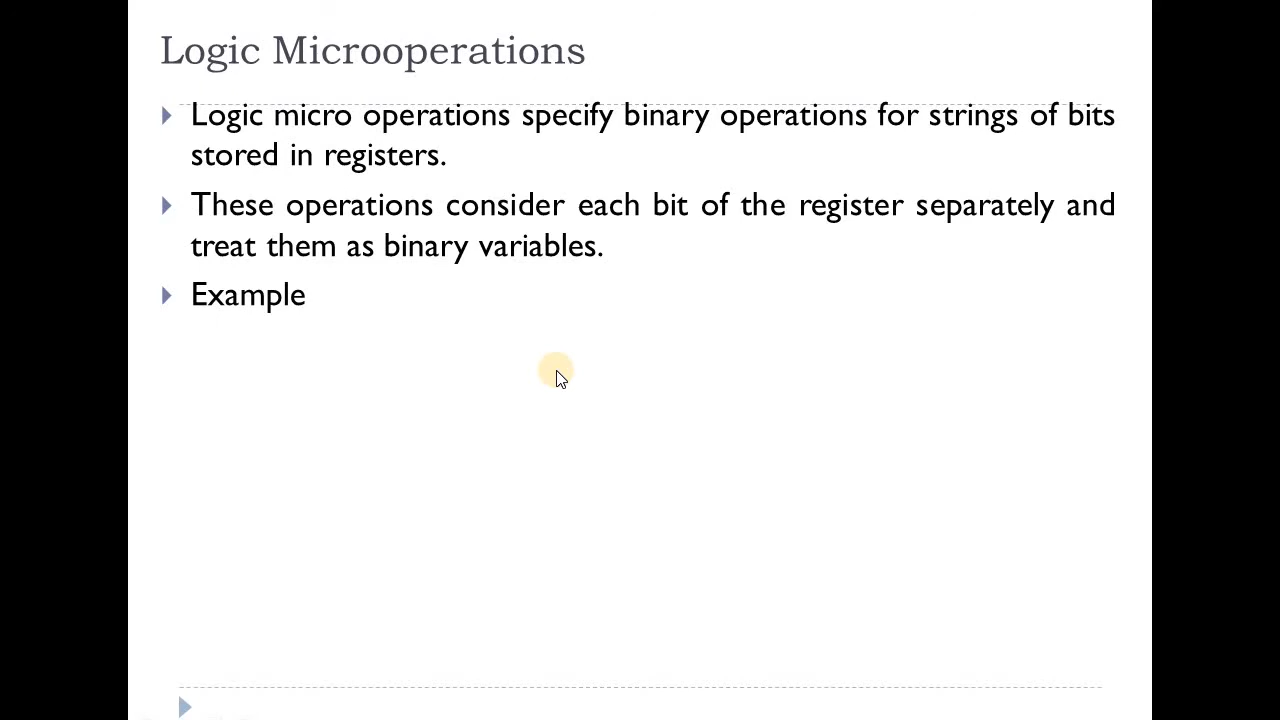 Logic Microoperations
Logic micro operations specify binary operations for strings of bits
stored in registers.
These operations consider each bit of the register separately and
treat them as binary variables.
Example